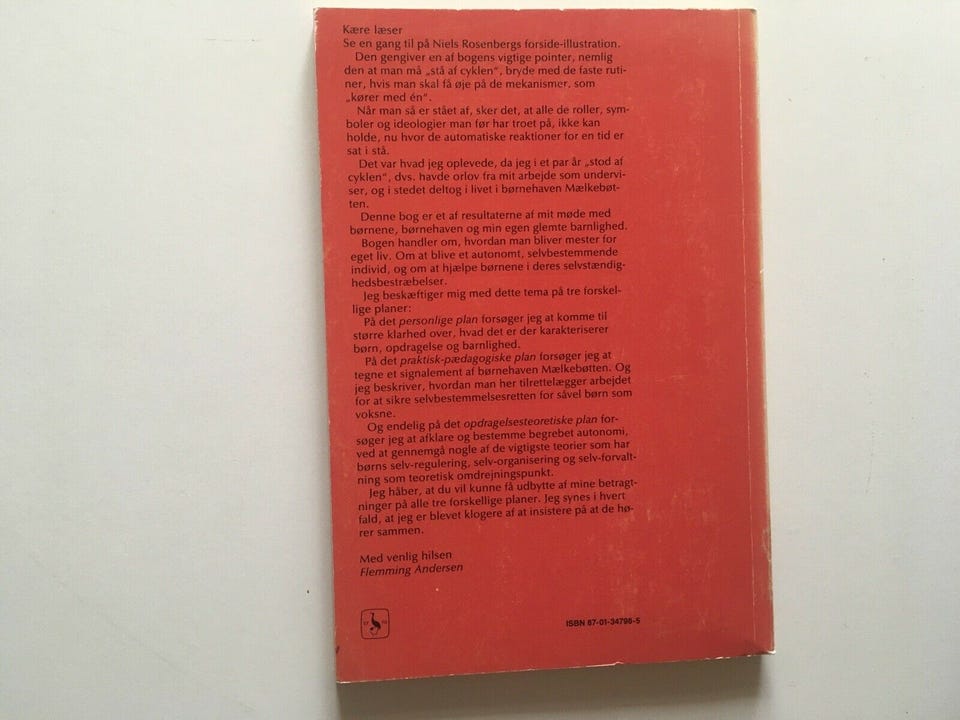 Kære læser
Se en gang til på Niels Rosenbergs forside-illustration.
Den gengiver en af bogens vigtige pointer, nemlig
den at man må „stå af cyklen“, bryde med de faste ruti-
ner, hvis man skal få øje på de mekanismer, som
„kører med én“.
Når man så er stået af, sker det, at alle de roller, sym-
boler og ideologier man før har troet på, ikke kan
holde, nu hvor de automatiske reaktioner for en tid er
sat i stå.
Det var hvad jeg oplevede, da jeg i et par år „stod af
cyklen“, dvs. havde orlov fra mit arbejde som undervi-
ser, og i stedet deltog i livet i børnehaven Mælkebøt-
ten.
Denne bog er et af resultaterne af mit møde med
børnene, børnehaven og min egen glemte barnlighed.
Bogen handler om, hvordan man bliver mester for
eget liv. Om at blive et autonomt, selvbestemmende
individ, og om at hjælpe børnene i deres selvstændig-
hedsbestræbelser.
Jeg beskæftiger mig med dette tema på tre forskel-
lige planer:
På det personlige plan forsøger jeg at komme til
større klarhed over, hvad det er der karakteriserer
børn, opdragelse og barnlighed.
På det praktisk-pædagogiske plan forsøger jeg at
tegne et signalement af børnehaven Mælkebøtten. Og
jeg beskriver, hvordan man her tilrettelægger arbejdet
for at sikre selvbestemmelsesretten for såvel børn som
voksne.
Og endelig på det opdragelsesteoretiske plan for-
søger jeg at afklare og bestemme begrebet autonomi,
ved at gennemgå nogle af de vigtigste teorier som har
børns selv-regulering, selv-organisering og selv-forvalt-
ning som teoretisk omdrejningspunkt.
Jeg håber, at du vil kunne få udbytte af mine betragt-
ninger på alle tre forskellige planer. Jeg synes i hvert
fald, at jeg er blevet klogere af at insistere på at de hø-
rer sammen.
Med venlig hilsen
Flemming Andersen
ISBN 87-01-34798-5